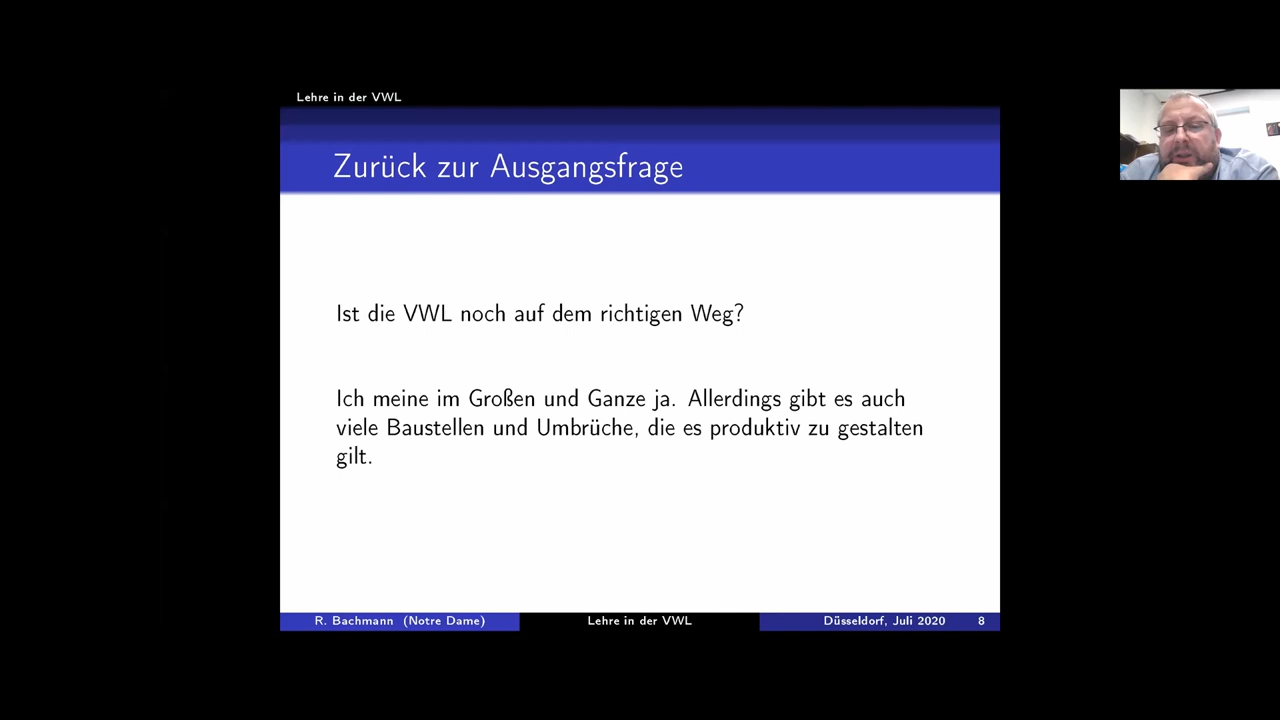 Lehre in der VWL
Zurück zur Ausgangsfrage
Ist die VWL noch auf dem richtigen Weg?
Ich meine im Großen und Ganze ja. Allerdings gibt es auch
viele Baustellen und Umbrüche, die es produktiv zu gestalten
gilt.
R. Bachmann (Notre Dame)
Lehre in der VWL
Düsseldorf, Juli 2020 8